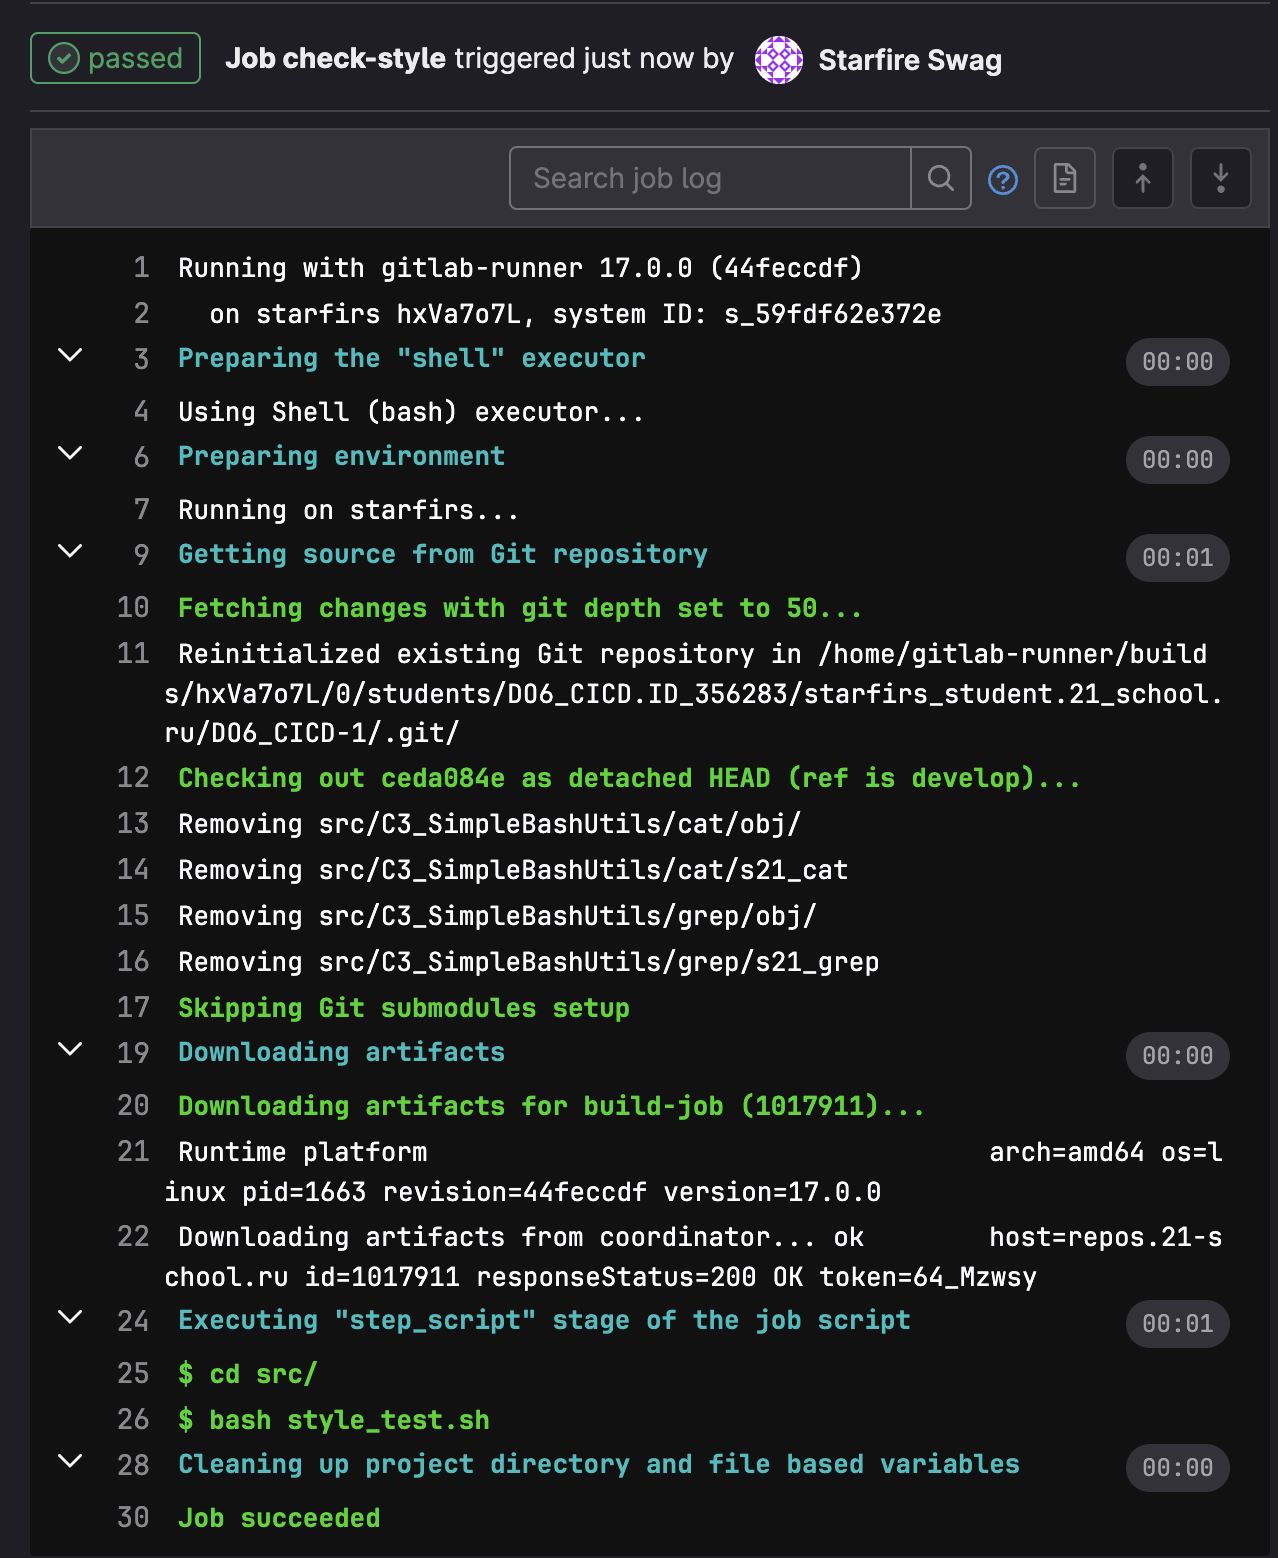 passed Job check-style triggered just now by Starfire Swag
Search job log
1 Running with gitlab-runner 17.0.0 (44feccdf)
2 on starfirs hxVa7o7L, system ID: s_59fdf62e372e
3 Preparing the "shell" executor 00:00
4 Using Shell (bash) executor...
6 Preparing environment 00:00
7 Running on starfirs...
9 Getting source from Git repository 00:01
10 Fetching changes with git depth set to 50...
11 Reinitialized existing Git repository in /home/gitlab-runner/build
s/hxVa7o7L/0/students/DO6_CICD.ID_356283/starfirs_student.21_school.
ru/DO6_CICD-1/.git/
12 Checking out ceda084e as detached HEAD (ref is develop)...
13 Removing src/C3_SimpleBashUtils/cat/obj/
14 Removing src/C3_SimpleBashUtils/cat/s21_cat
15 Removing src/C3_SimpleBashUtils/grep/obj/
16 Removing src/C3_SimpleBashUtils/grep/s21_grep
17 Skipping Git submodules setup
19 Downloading artifacts 00:00
20 Downloading artifacts for build-job (1017911)...
21 Runtime platform arch=amd64 os=l
inux pid=1663 revision=44feccdf version=17.0.0
22 Downloading artifacts from coordinator... ok host=repos.21-s
chool.ru id=1017911 responseStatus=200 OK token=64_Mzwsy
24 Executing "step_script" stage of the job script 00:01
25 $ cd src/
26 $ bash style_test.sh
28 Cleaning up project directory and file based variables 00:00
30 Job succeeded